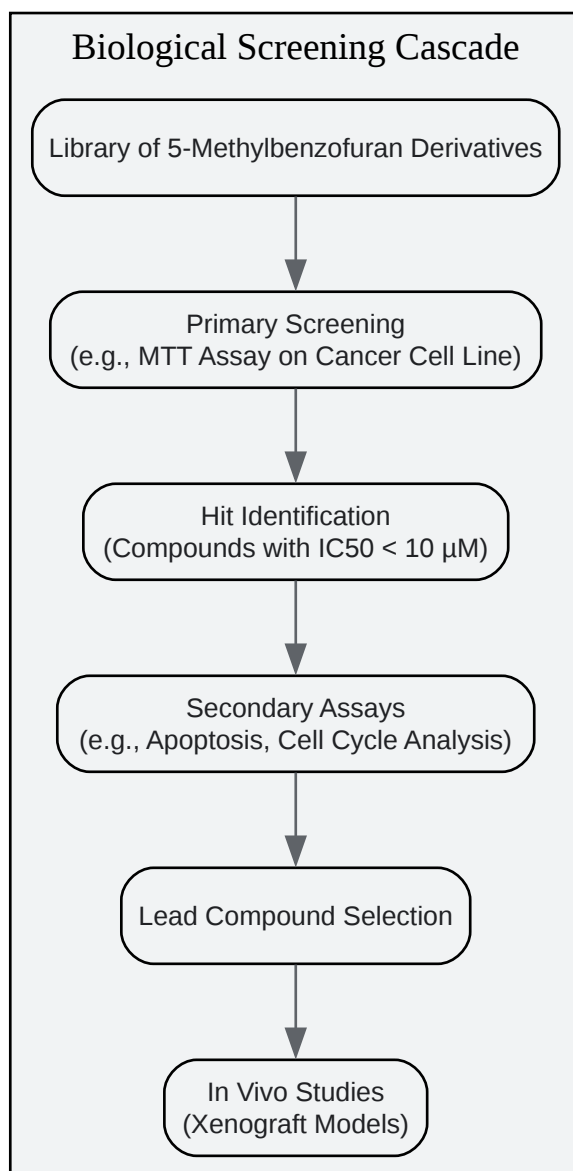 Biological Screening Cascade
Library of 5-Methylbenzofuran Derivatives
Primary Screening
(e.g., MTT Assay on Cancer Cell Line)
Hit Identification
(Compounds with IC50 < 10 µM)
Secondary Assays
(e.g., Apoptosis, Cell Cycle Analysis)
Lead Compound Selection
In Vivo Studies
(Xenograft Models)